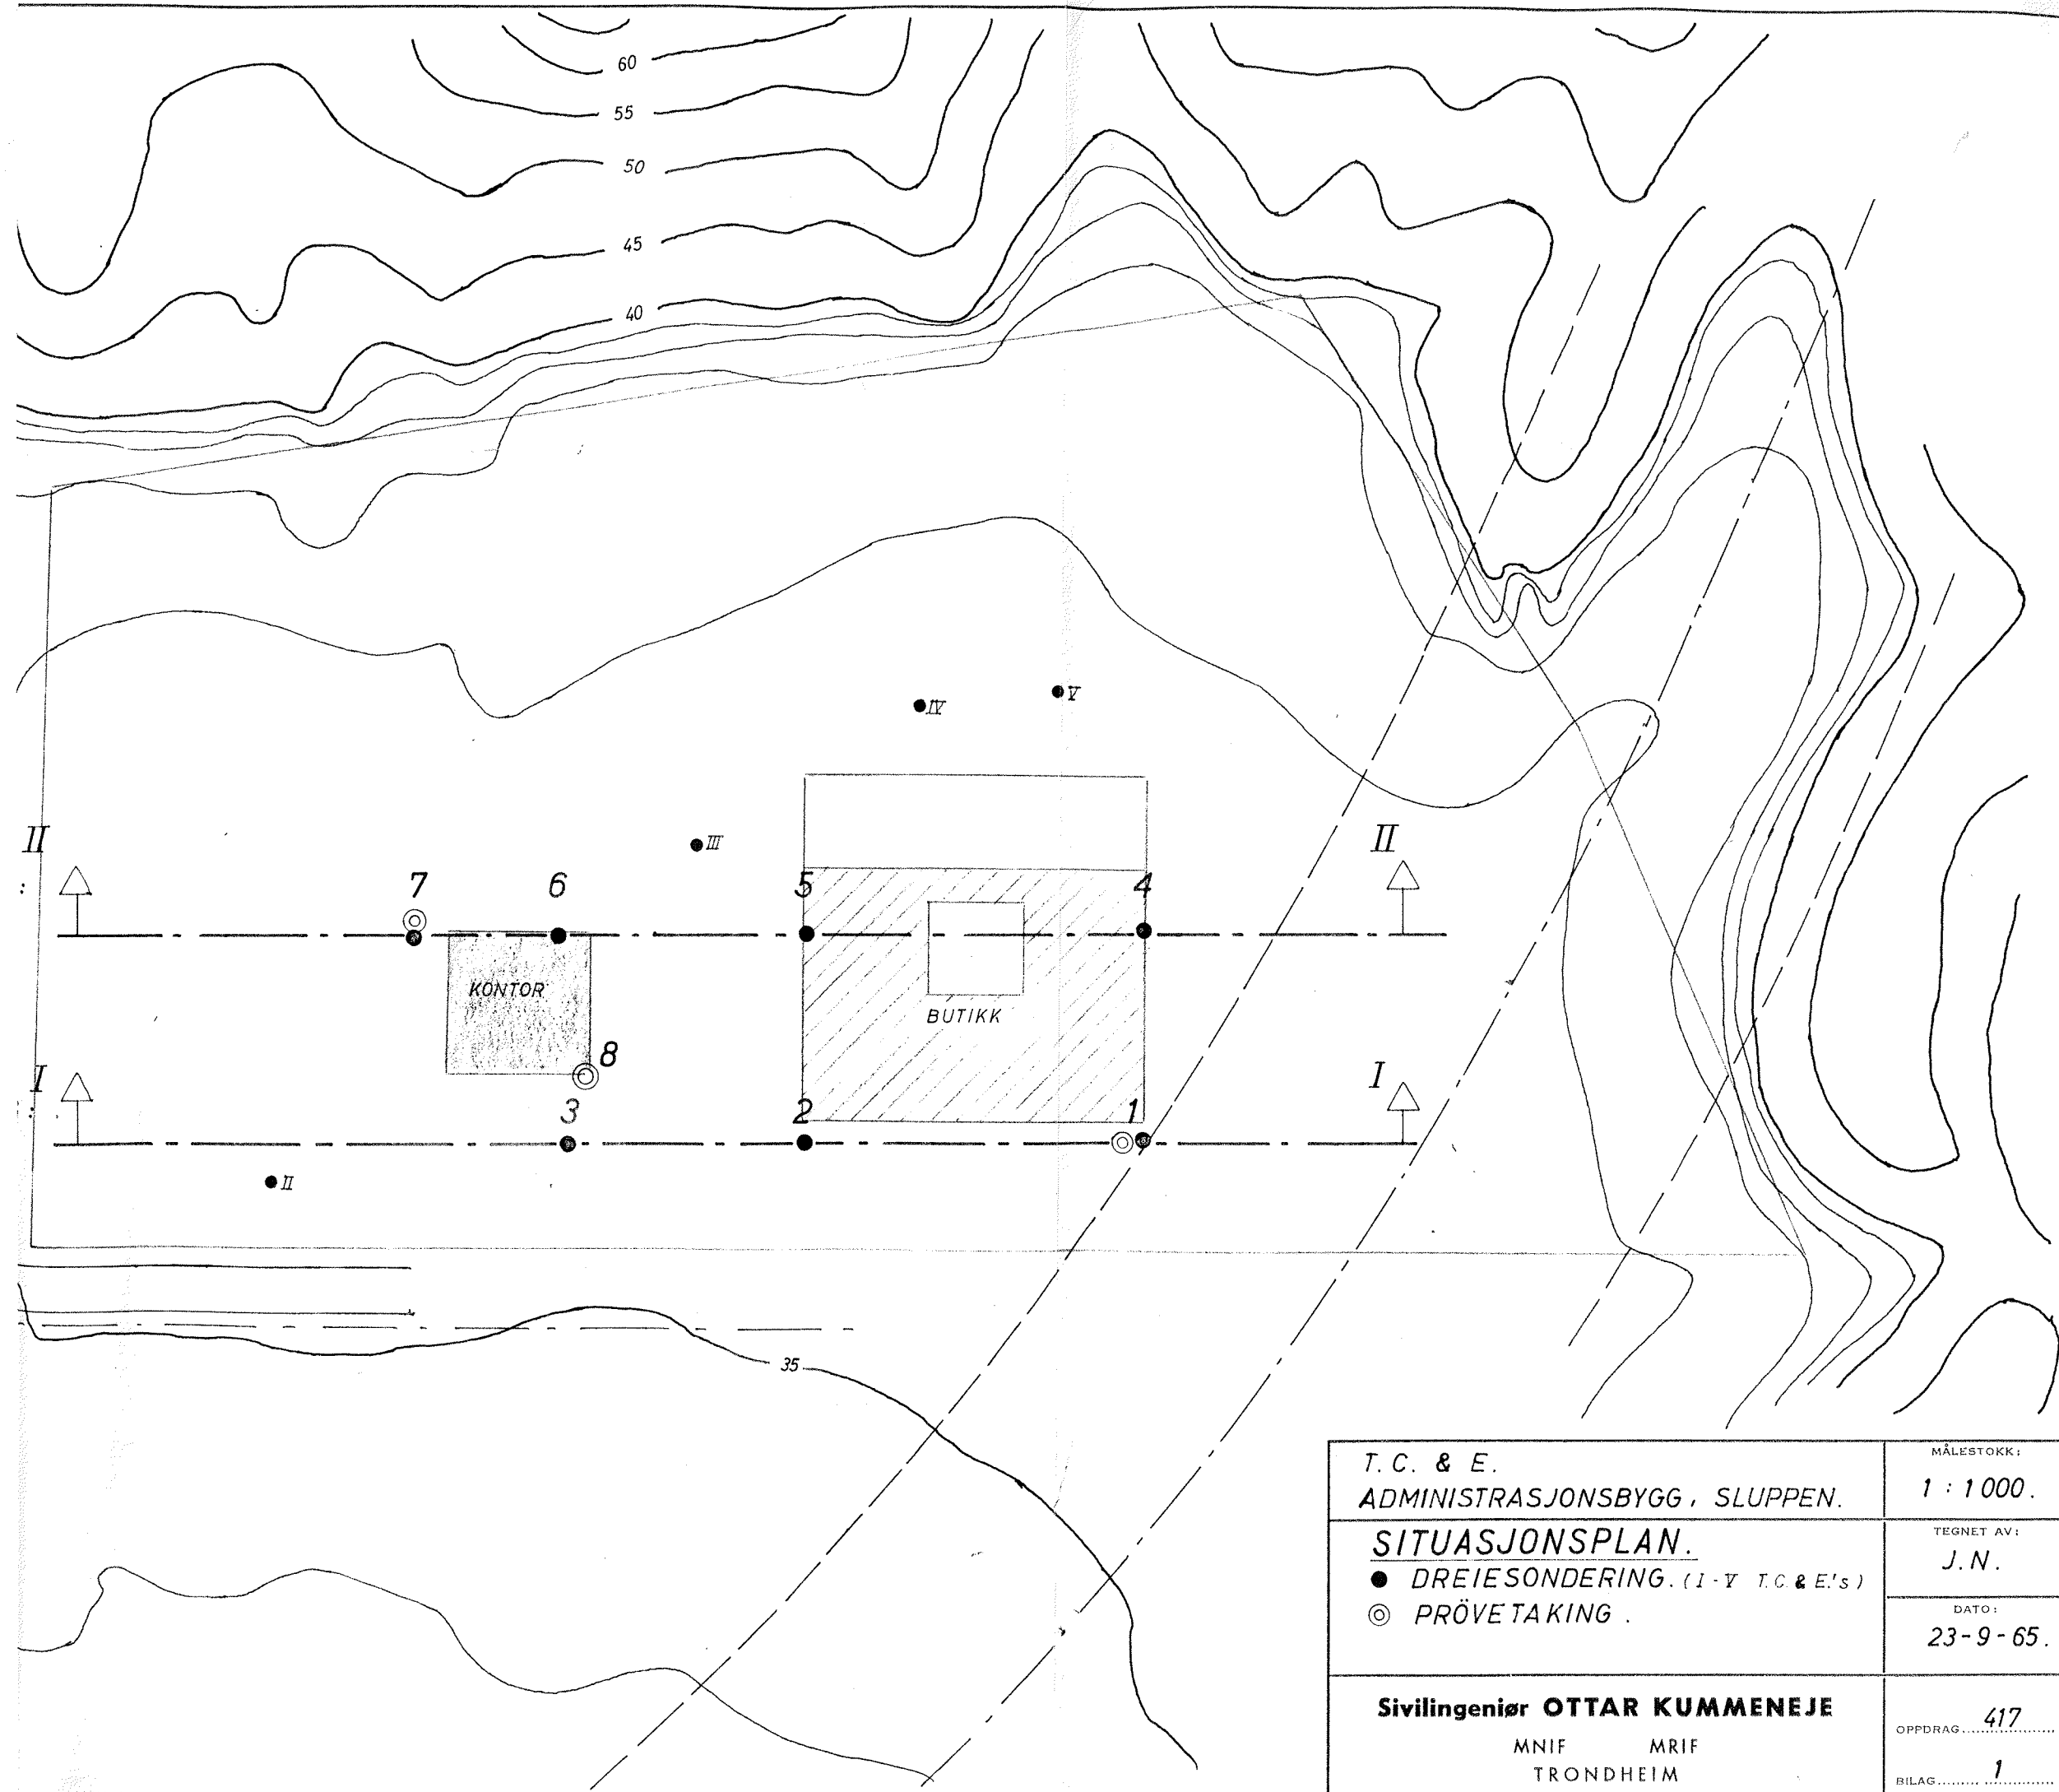 60
55
50
45
40
IV
V
III
II
II
7
6
5
4
KONTOR
BUTIKK
8
I
I
3
2
1
II
35
T. C. & E.
ADMINISTRASJONSBYGG, SLUPPEN.
MÅLESTOKK:
1 : 1000.
SITUASJONSPLAN.
DREIESONDERING. (I - V T.C. & E.'s)
PRÖVETAKING.
TEGNET AV:
J.N.
DATO:
23-9-65.
Sivilingeniør OTTAR KUMMENEJE
MNIF MRIF
TRONDHEIM
OPPDRAG 417
BILAG 1